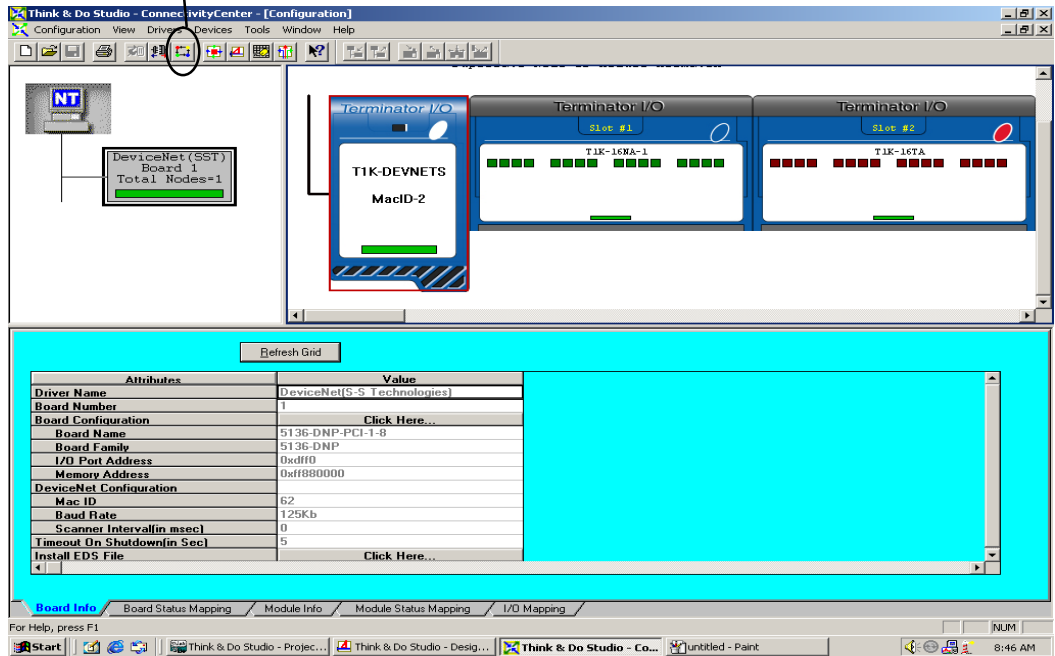 Think & Do Studio - ConnectivityCenter - [Configuration]
Configuration View Drivers Devices Tools Window Help
NT
DeviceNet(SST)
Board 1
Total Nodes=1
Terminator I/O
T1K-DEVNETS
MacID-2
Terminator I/O
Slot #1
T1K-16NA-1
Terminator I/O
Slot #2
T1K-16TA
Refresh Grid
Attributes Value
Driver Name DeviceNet(S-S Technologies)
Board Number 1
Board Configuration Click Here...
Board Name 5136-DNP-PCI-1-8
Board Family 5136-DNP
I/O Port Address 0xdff0
Memory Address 0xff880000
DeviceNet Configuration
Mac ID 62
Baud Rate 125Kb
Scanner Interval(in msec) 0
Timeout On Shutdown(in Sec) 5
Install EDS File Click Here...
Board Info Board Status Mapping Module Info Module Status Mapping I/O Mapping
For Help, press F1 NUM
Start Think & Do Studio - Projec... Think & Do Studio - Desig... Think & Do Studio - Co... untitled - Paint 8:46 AM